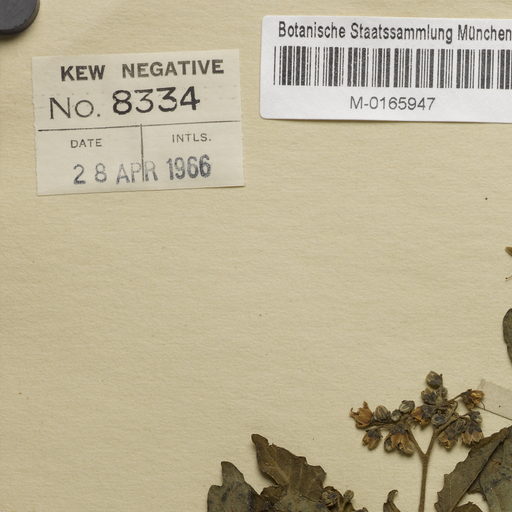 KEW NEGATIVE
No. 8334
DATE INTLS.
28 APR 1966
Botanische Staatssammlung München
M-0165947